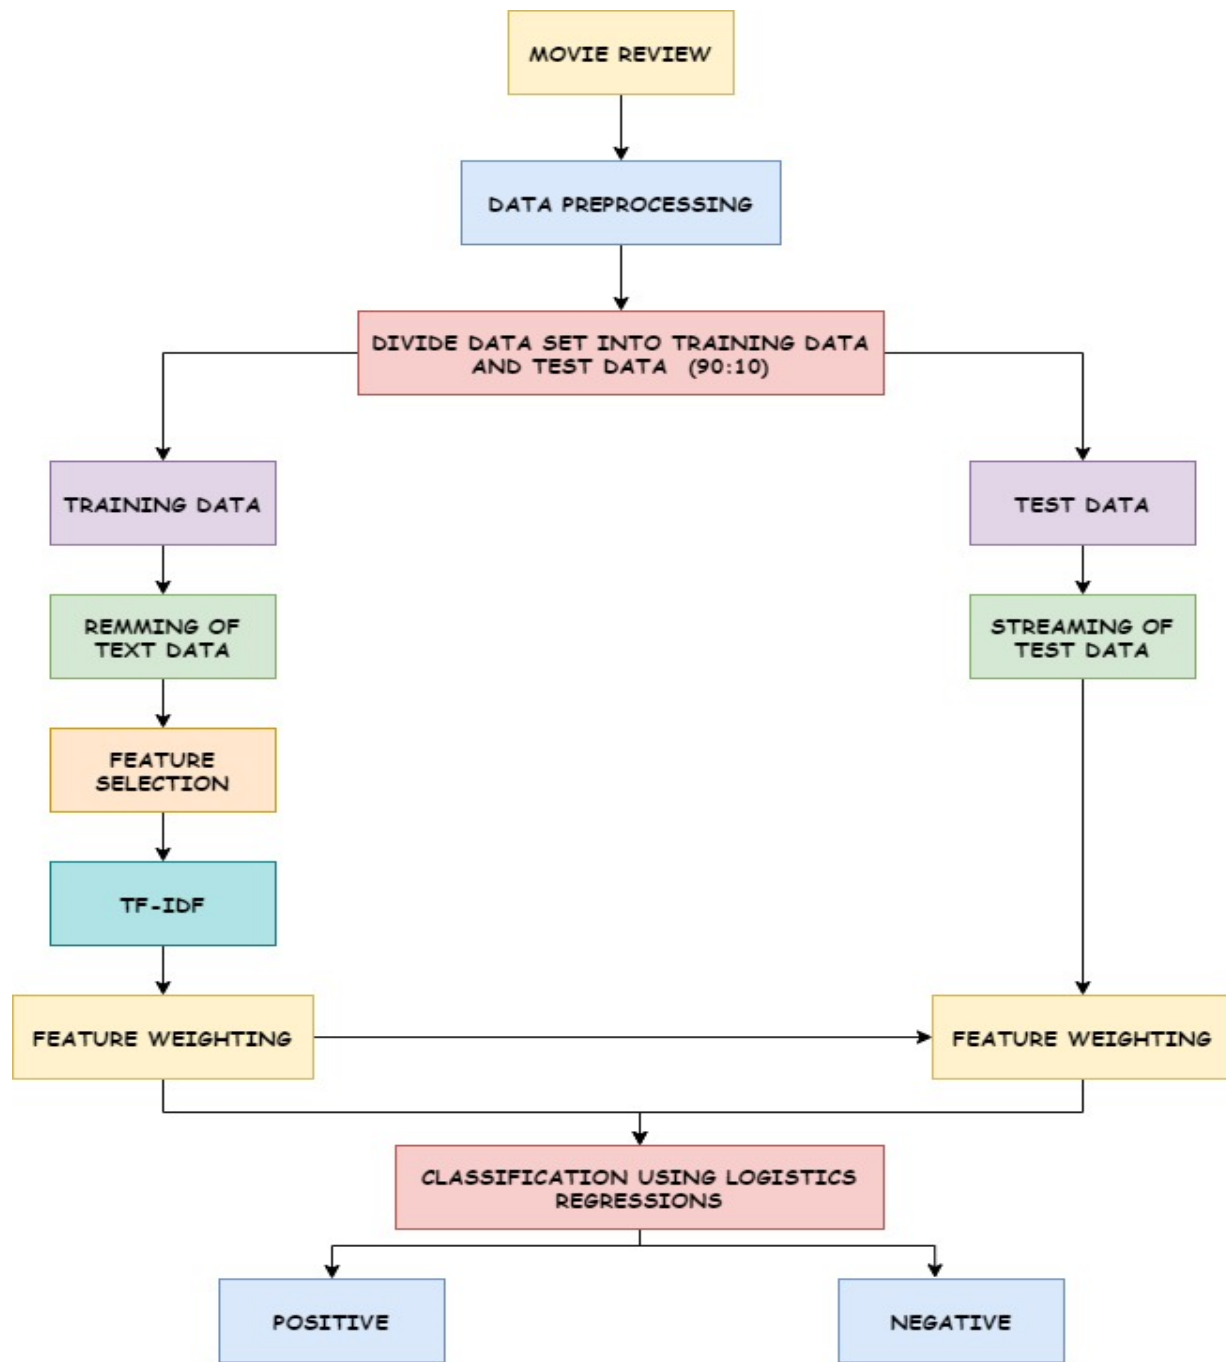 MOVIE REVIEW
DATA PREPROCESSING
DIVIDE DATA SET INTO TRAINING DATA
AND TEST DATA (90:10)
TRAINING DATA
TEST DATA
REMMING OF
TEXT DATA
STREAMING OF
TEST DATA
FEATURE
SELECTION
TF-IDF
FEATURE WEIGHTING
FEATURE WEIGHTING
CLASSIFICATION USING LOGISTICS
REGRESSIONS
POSITIVE
NEGATIVE